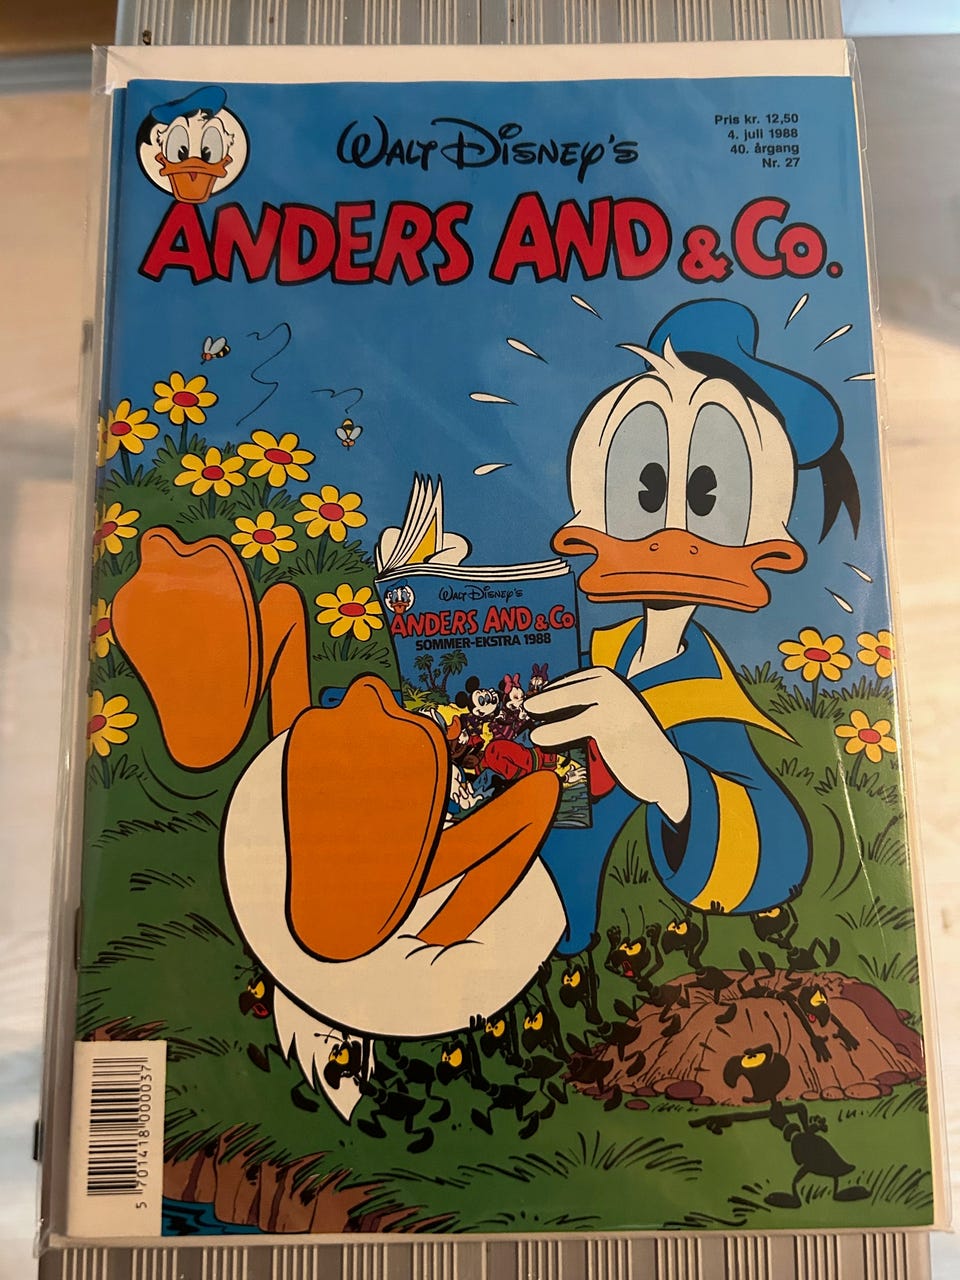 WALT DISNEY'S
Pris kr. 12,50
4. juli 1988
40. årgang
Nr. 27
ANDERS AND & CO.
WALT DISNEY'S
ANDERS AND & CO
SOMMER-EKSTRA 1988
5 701418 000037